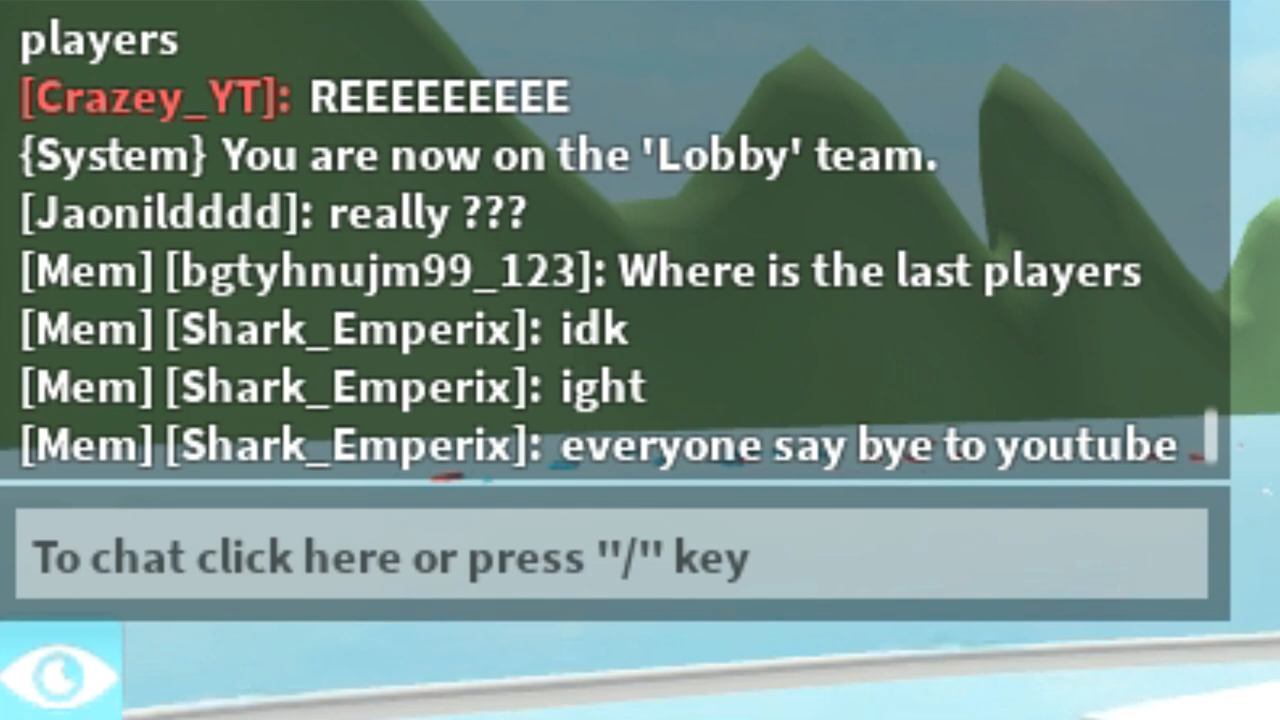 players
[Crazey_YT]: REEEEEEEEE
{System} You are now on the 'Lobby' team.
[Jaonildddd]: really ???
[Mem] [bgtyhnujm99_123]: Where is the last players
[Mem] [Shark_Emperix]: idk
[Mem] [Shark_Emperix]: ight
[Mem] [Shark_Emperix]: everyone say bye to youtube
To chat click here or press "/" key